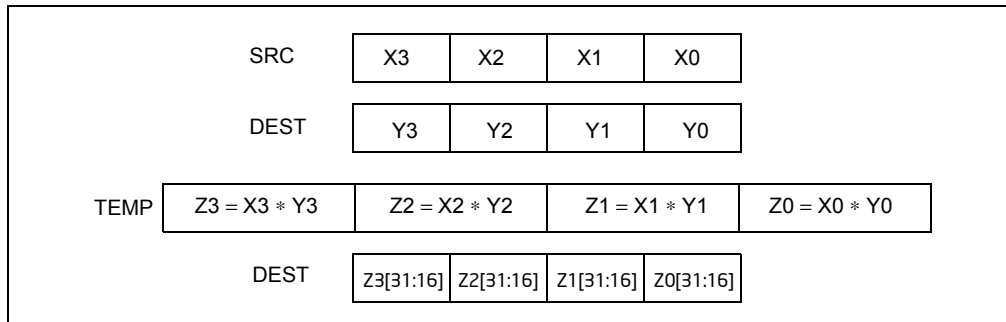 SRC X3 X2 X1 X0
DEST Y3 Y2 Y1 Y0
TEMP Z3 = X3 * Y3 Z2 = X2 * Y2 Z1 = X1 * Y1 Z0 = X0 * Y0
DEST Z3[31:16] Z2[31:16] Z1[31:16] Z0[31:16]